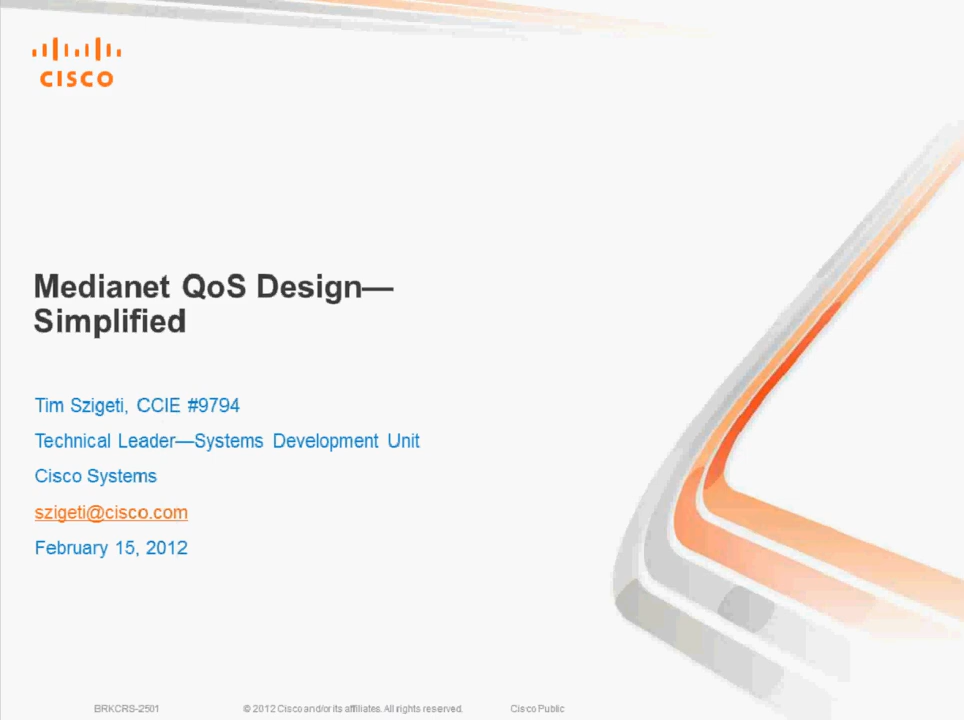 CISCO
Medianet QoS Design—
Simplified
Tim Szigeti, CCIE #9794
Technical Leader—Systems Development Unit
Cisco Systems
szigeti@cisco.com
February 15, 2012
BRKCRS-2501 © 2012 Cisco and/or its affiliates. All rights reserved. Cisco Public